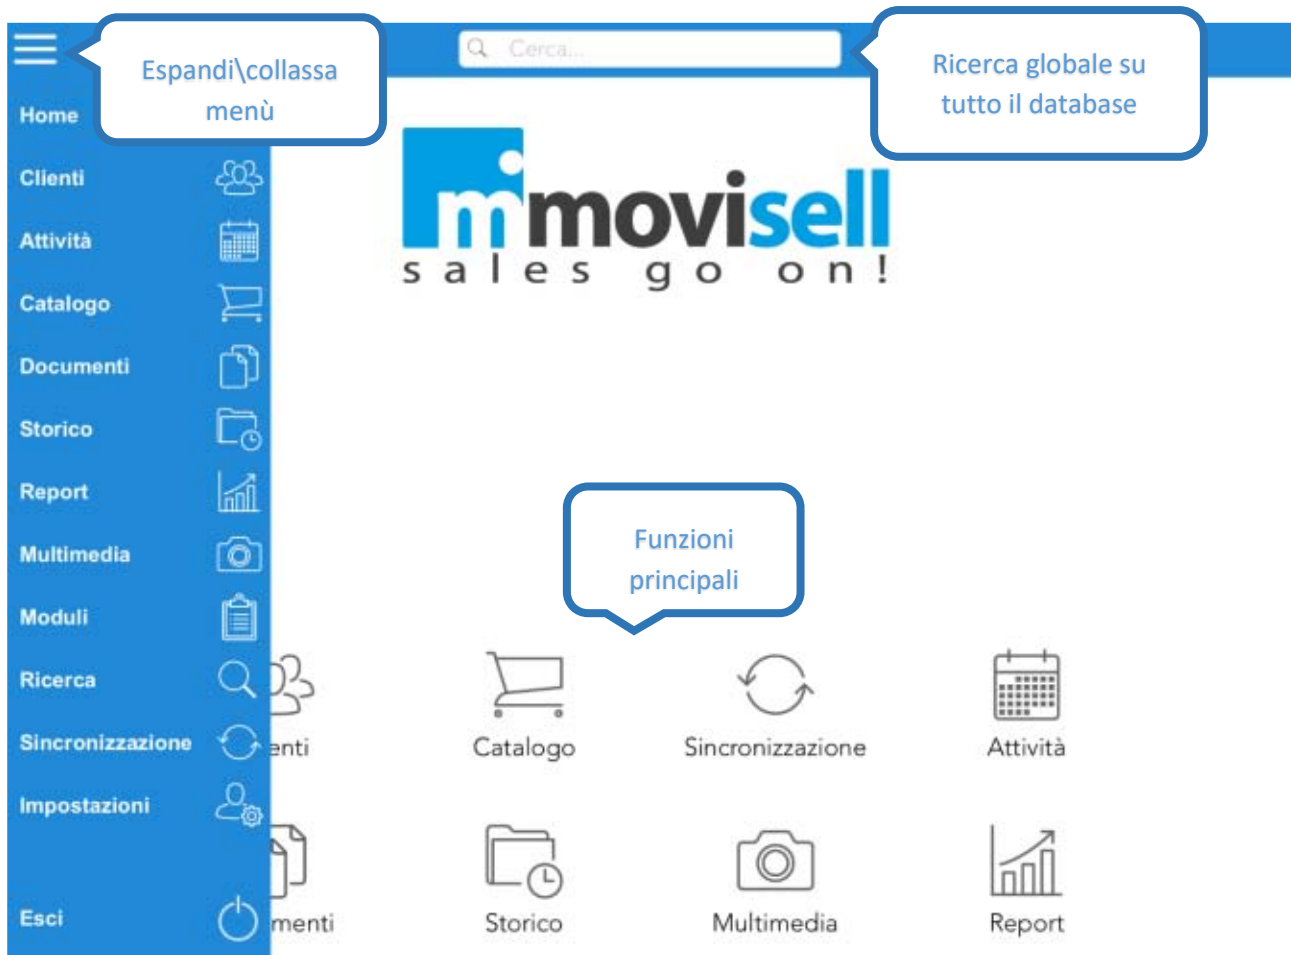 Espandi\collassa
menù
Cerca...
Ricerca globale su
tutto il database
Home
Clienti
Attività
Catalogo
Documenti
Storico
Report
Multimedia
Moduli
Ricerca
Sincronizzazione
Impostazioni
Esci
m movisell
sales go on!
Funzioni
principali
enti
Catalogo
Sincronizzazione
Attività
menti
Storico
Multimedia
Report